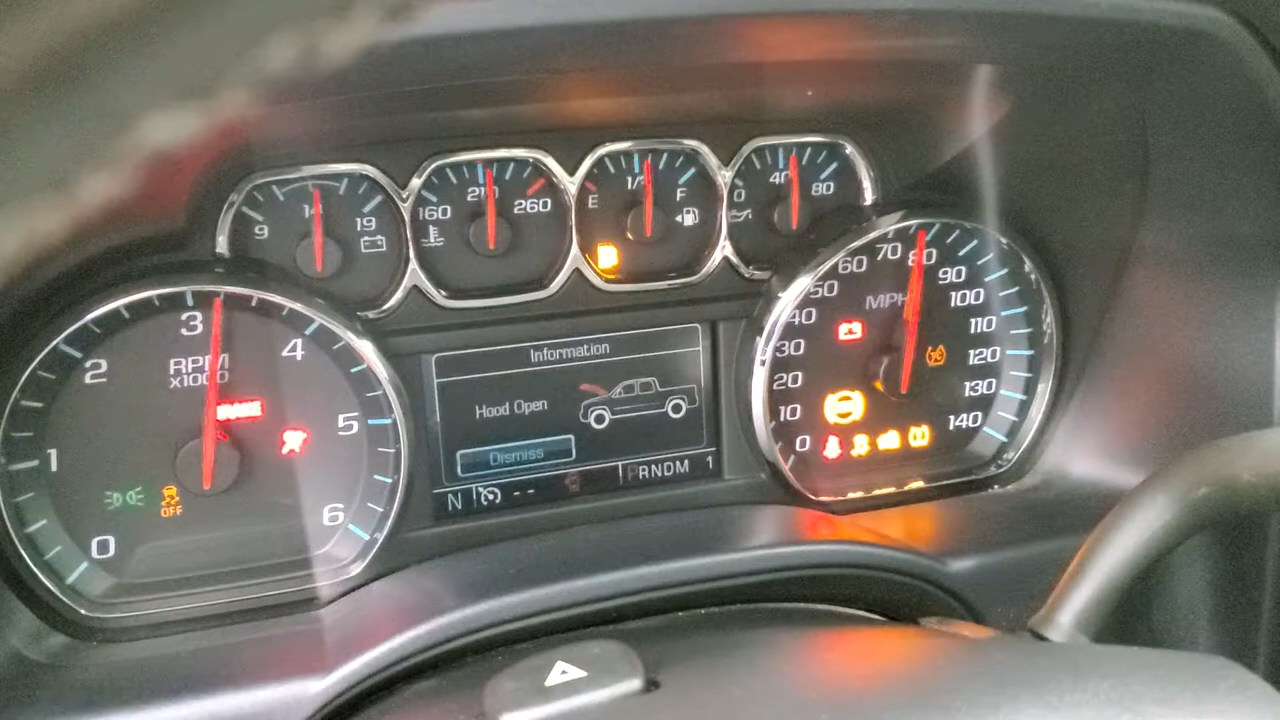 14
9
19
210
160
260
1/2
E
F
40
0
80
0
1
2
3
4
5
6
RPM
x1000
BRAKE
OFF
Information
Hood Open
Dismiss
N
--
PRNDM 1
0
10
20
30
40
50
60
70
80
90
100
110
120
130
140
MPH